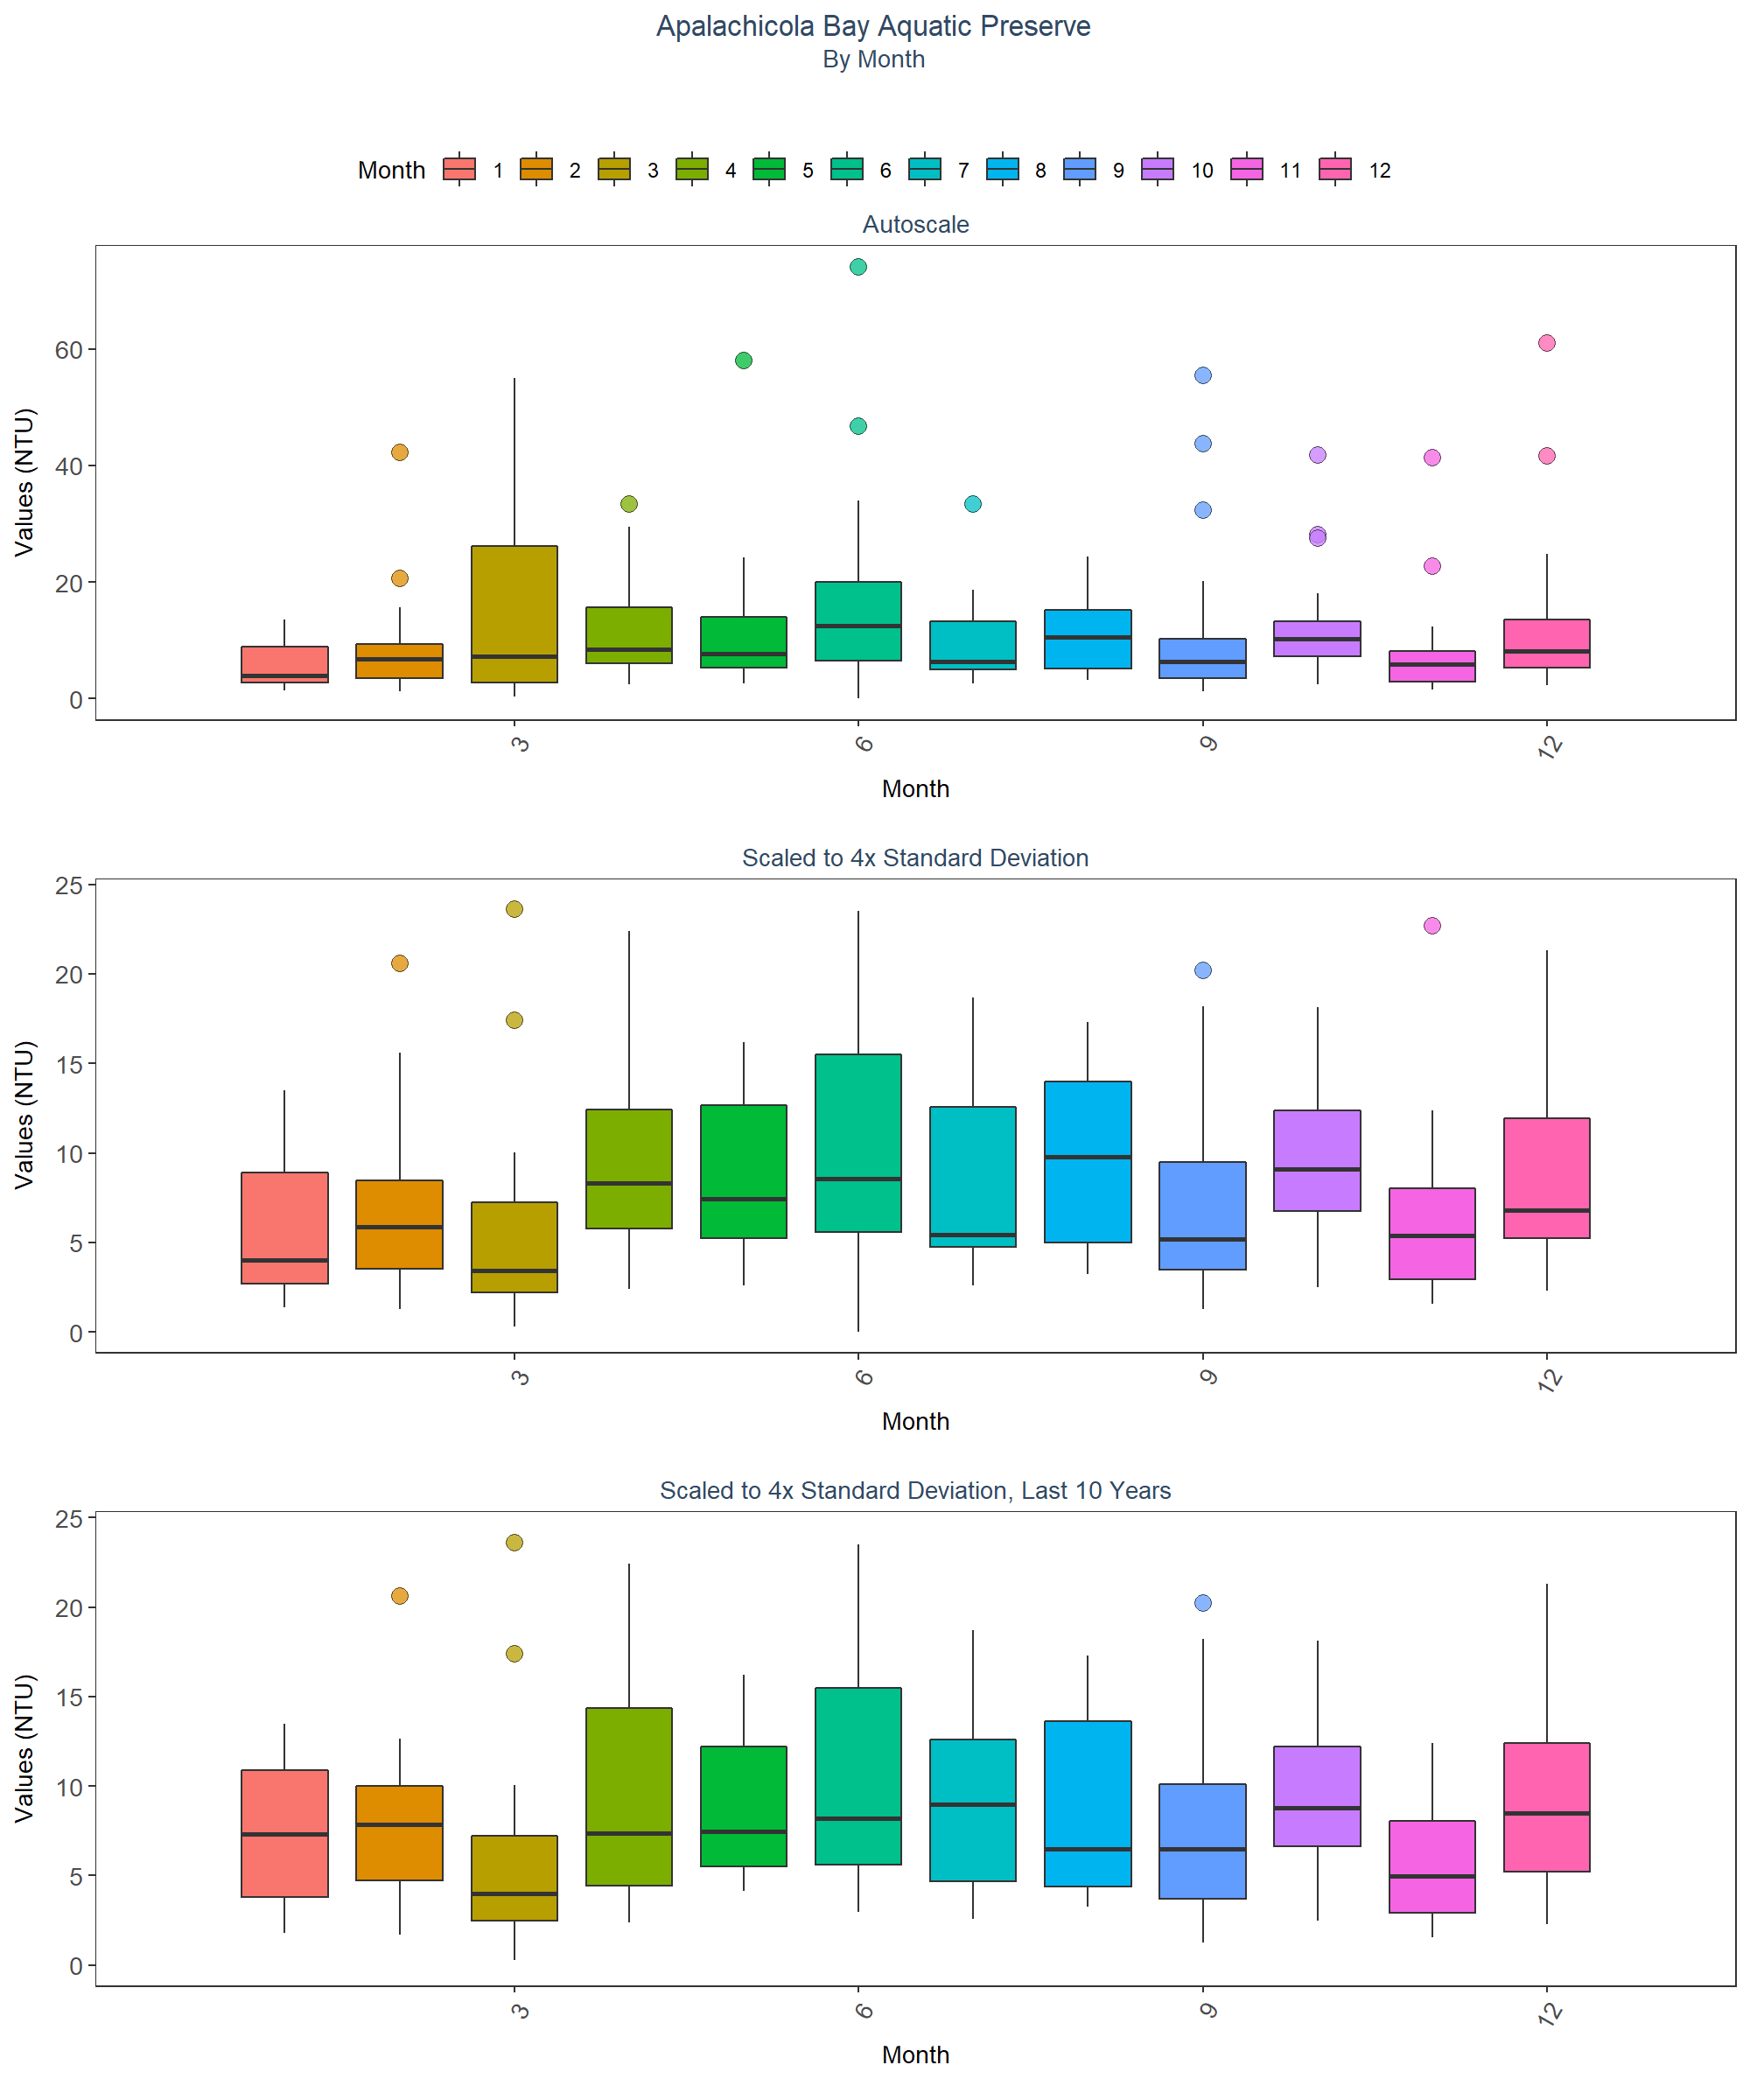 Apalachicola Bay Aquatic Preserve
By Month
Month 1 2 3 4 5 6 7 8 9 10 11 12
Autoscale
Values (NTU)
60
40
20
0
3 6 9 12
Month
Scaled to 4x Standard Deviation
Values (NTU)
25
20
15
10
5
0
3 6 9 12
Month
Scaled to 4x Standard Deviation, Last 10 Years
Values (NTU)
25
20
15
10
5
0
3 6 9 12
Month